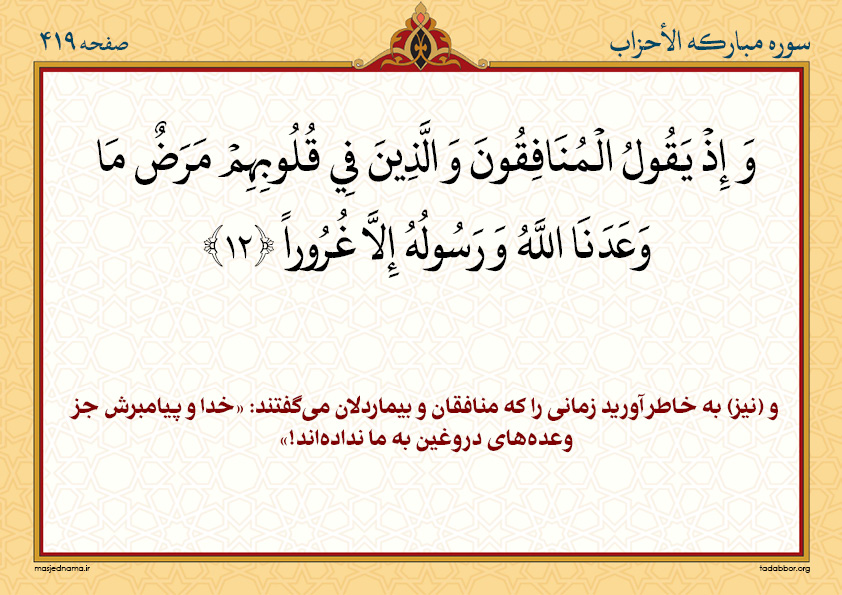 سوره مبارکه الأحزاب
صفحه ۴۱۹
وَ إِذْ يَقُولُ الْمُنَافِقُونَ وَ الَّذِينَ فِي قُلُوبِهِمْ مَرَضٌ مَا
وَعَدَنَا اللَّهُ وَ رَسُولُهُ إِلاَّ غُرُوراً ﴿۱۲﴾
و (نیز) به خاطر آورید زمانی را که منافقان و بیماردلان می‌گفتند: «خدا و پیامبرش جز
وعده‌های دروغین به ما نداده‌اند!»
masjednama.ir
tadabbor.org